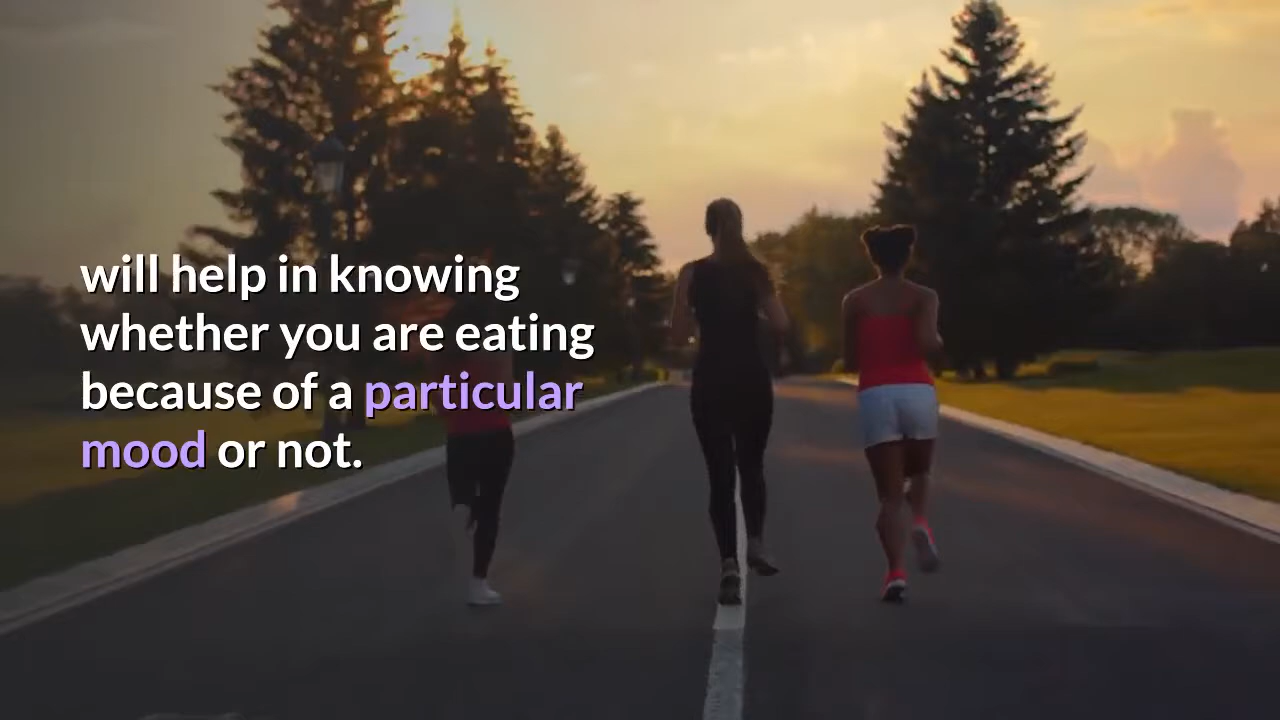 will help in knowing
whether you are eating
because of a particular
mood or not.